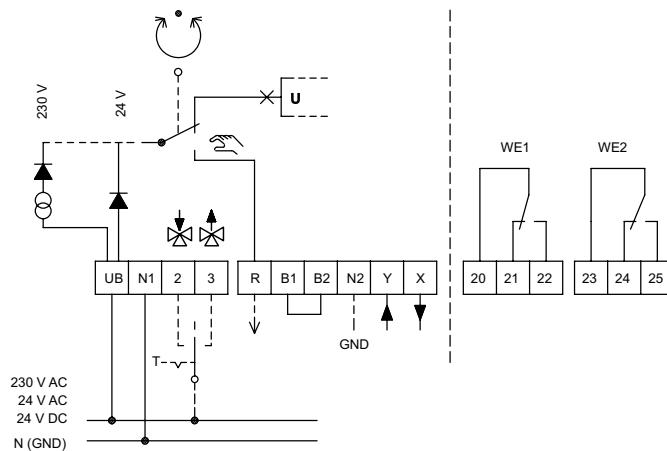 230 V
24 V
U
WE1
WE2
UB N1 2 3 R B1 B2 N2 Y X
20 21 22 23 24 25
GND
T
230 V AC
24 V AC
24 V DC
N (GND)